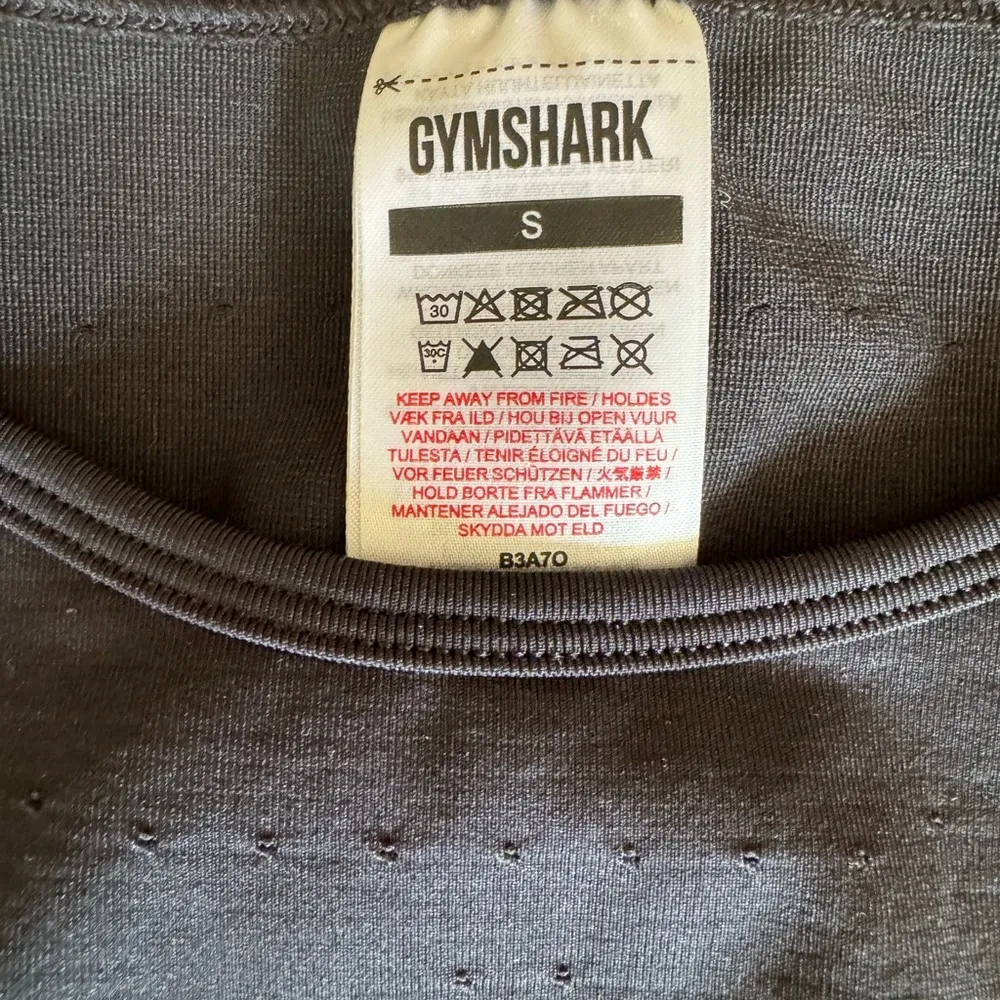 GYMSHARK
S
30
30C
KEEP AWAY FROM FIRE / HOLDES
VÆK FRA ILD / HOU BIJ OPEN VUUR
VANDAAN / PIDETTÄVÄ ETÄÄLLÄ
TULESTA / TENIR ÉLOIGNÉ DU FEU /
VOR FEUER SCHÜTZEN / 火気厳禁 /
HOLD BORTE FRA FLAMMER /
MANTENER ALEJADO DEL FUEGO /
SKYDDA MOT ELD
B3A7O